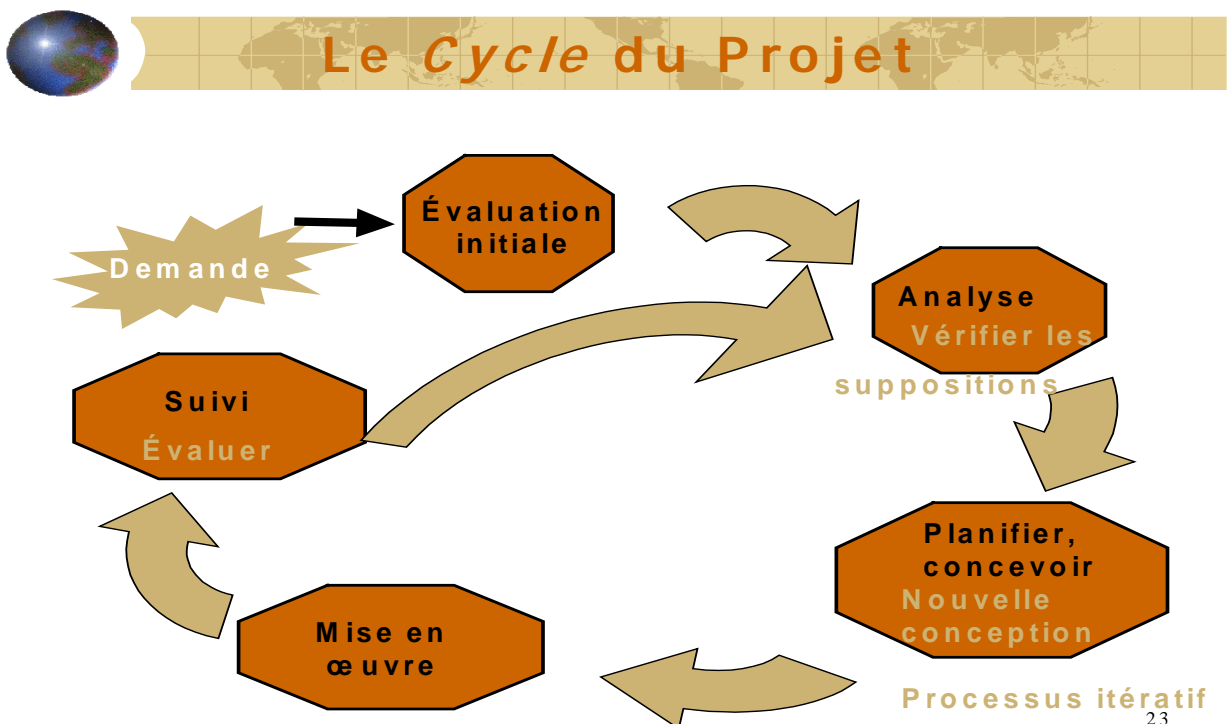 Le Cycle du Projet
Évaluation
initiale
Demande
Analyse
Vérifier les
suppositions
Suivi
Évaluer
Planifier,
concevoir
Nouvelle
conception
Mise en
œuvre
Processus itératif
23